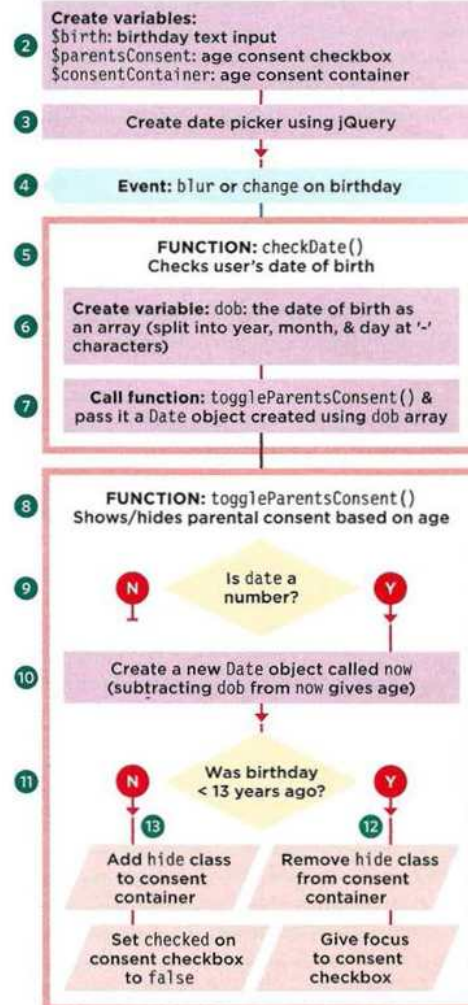 2
Create variables:
$birth: birthday text input
$parentsConsent: age consent checkbox
$consentContainer: age consent container
3
Create date picker using jQuery
4
Event: blur or change on birthday
5
FUNCTION: checkDate()
Checks user's date of birth
6
Create variable: dob: the date of birth as
an array (split into year, month, & day at '-'
characters)
7
Call function: toggleParentsConsent() &
pass it a Date object created using dob array
8
FUNCTION: toggleParentsConsent()
Shows/hides parental consent based on age
9
N
Is date a
number?
Y
10
Create a new Date object called now
(subtracting dob from now gives age)
11
N
Was birthday
< 13 years ago?
Y
13
12
Add hide class
to consent
container
Remove hide class
from consent
container
Set checked on
consent checkbox
to false
Give focus
to consent
checkbox